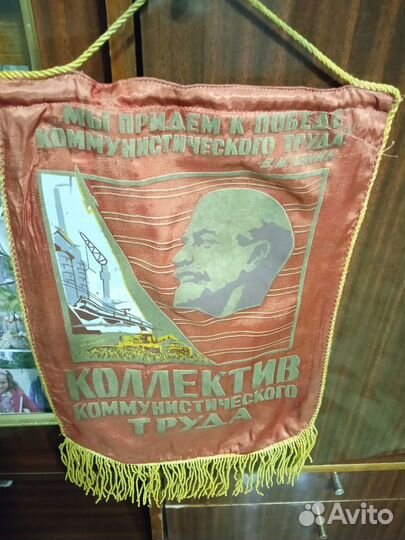 МЫ ПРИДЕМ К ПОБЕДЕ
КОММУНИСТИЧЕСКОГО ТРУДА!
В.И. ЛЕНИН
КОЛЛЕКТИВ
КОММУНИСТИЧЕСКОГО
ТРУДА
Avito